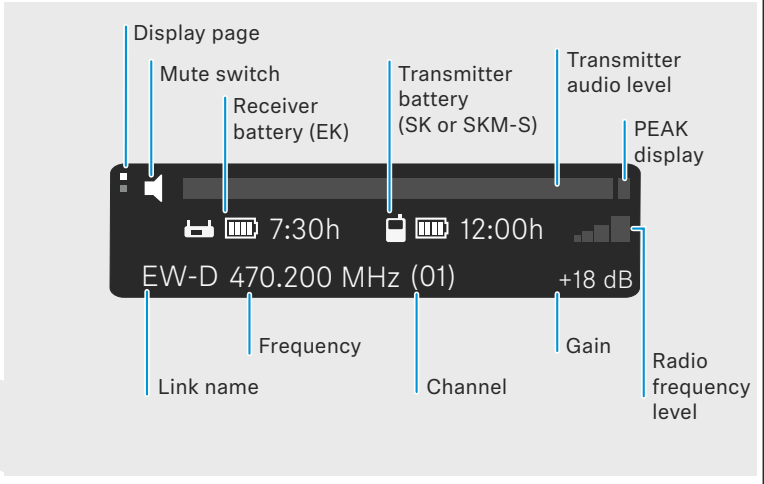 Display page
Mute switch
Receiver
battery (EK)
Transmitter
battery
(SK or SKM-S)
Transmitter
audio level
PEAK
display
7:30h
12:00h
EW-D 470.200 MHz (01)
+18 dB
Frequency
Gain
Link name
Channel
Radio
frequency
level